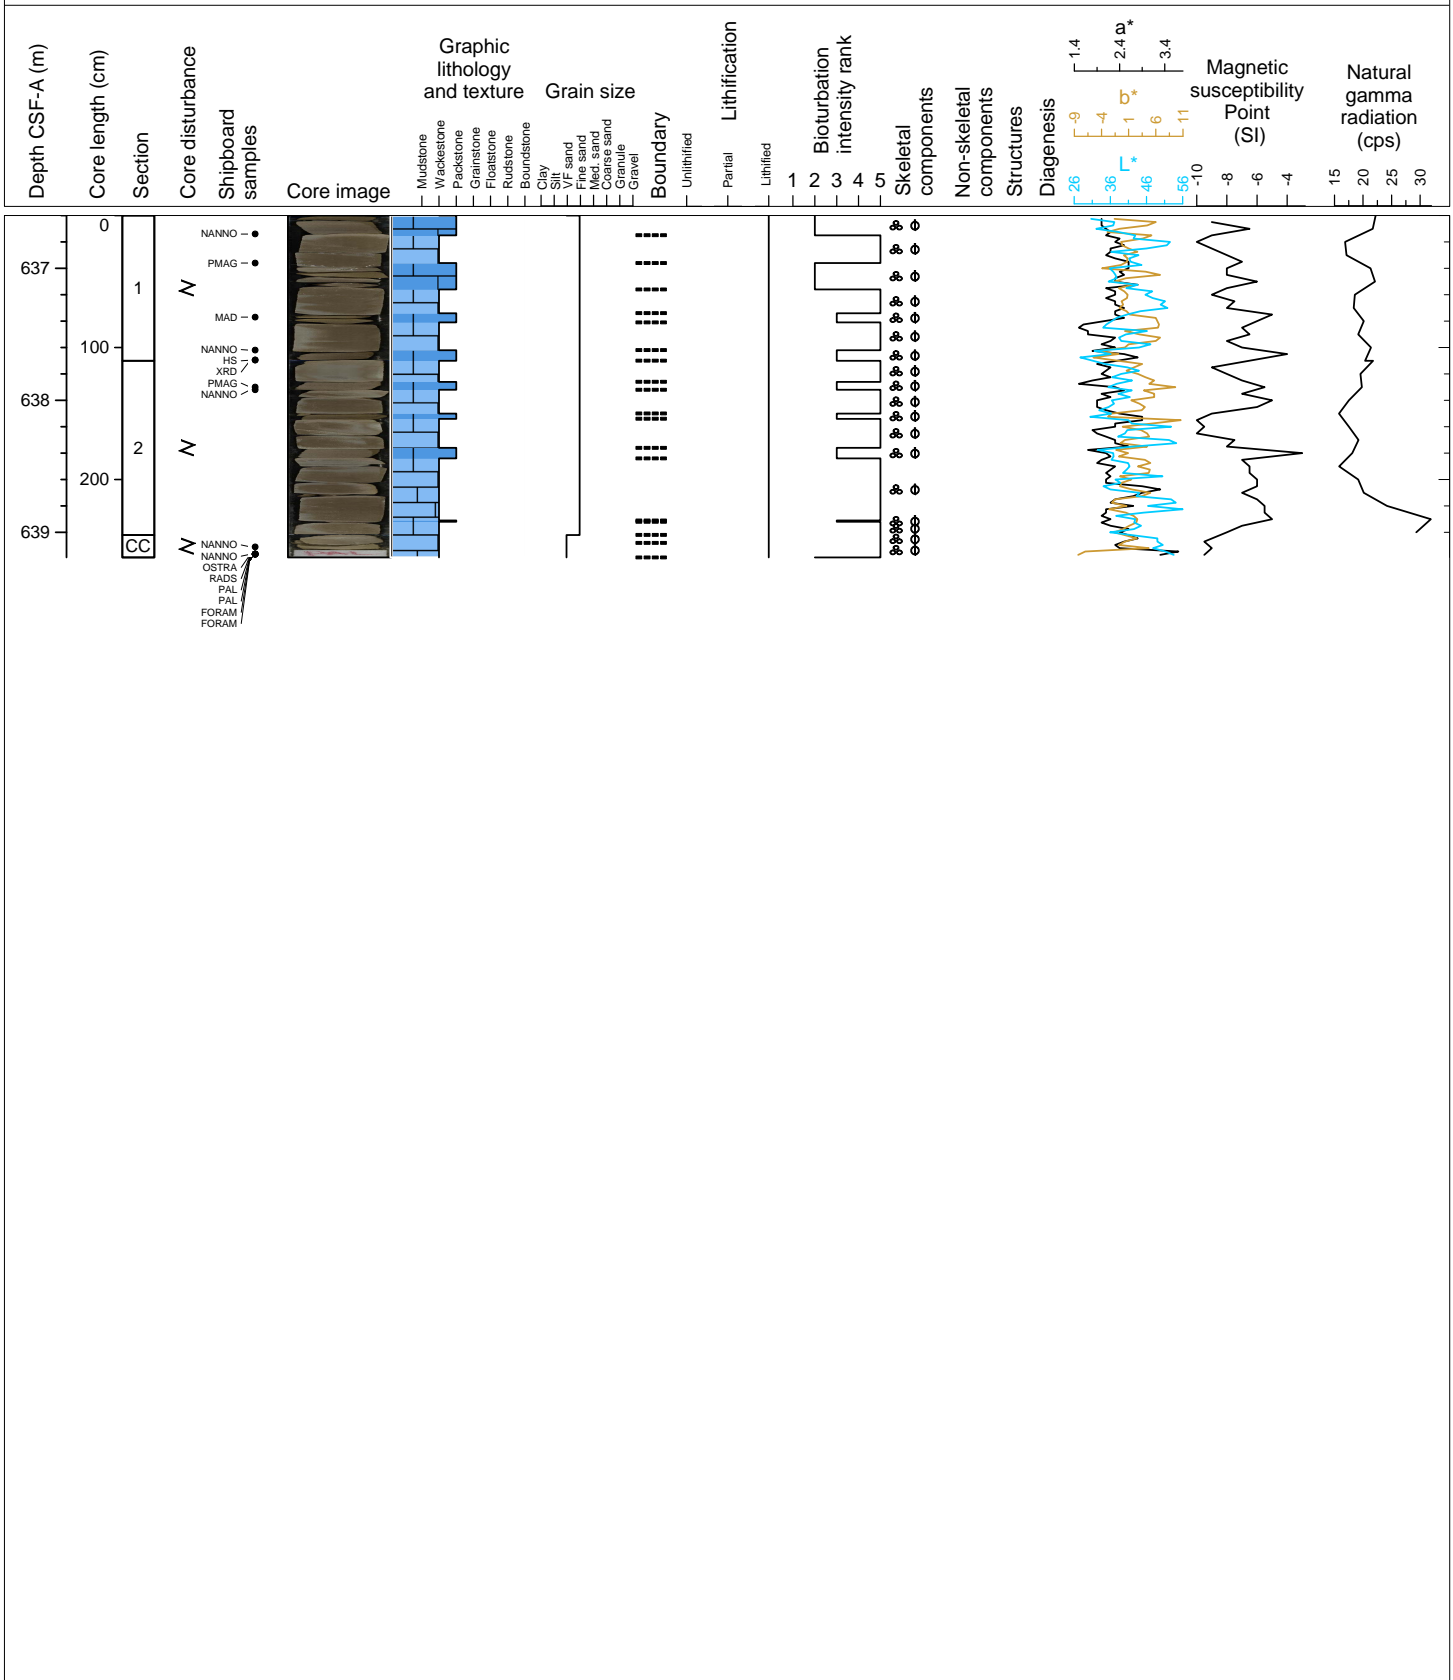 Depth CSF-A (m)
Core length (cm)
Section
Core disturbance
Shipboard
samples
Core image
Graphic
lithology
and texture
Mudstone
Wackestone
Packstone
Grainstone
Floatstone
Rudstone
Boundstone
Grain size
Clay
Silt
VF sand
Fine sand
Med. sand
Coarse sand
Granule
Gravel
Boundary
Lithification
Unlithified
Partial
Lithified
Bioturbation
intensity rank
1 2 3 4 5
Skeletal
components
Non-skeletal
components
Structures
Diagenesis
a*
1.4 2.4 3.4
b*
-9 -4 1 6 11
L*
26 36 46 56
Magnetic
susceptibility
Point
(SI)
-10 -8 -6 -4
Natural
gamma
radiation
(cps)
15 20 30
0
NANNO
637
PMAG
1
MAD
100
NANNO
HS
XRD
PMAG
NANNO
638
2
200
639
CC
NANNO
NANNO
OSTRA
RADS
PAL
PAL
FORAM
FORAM